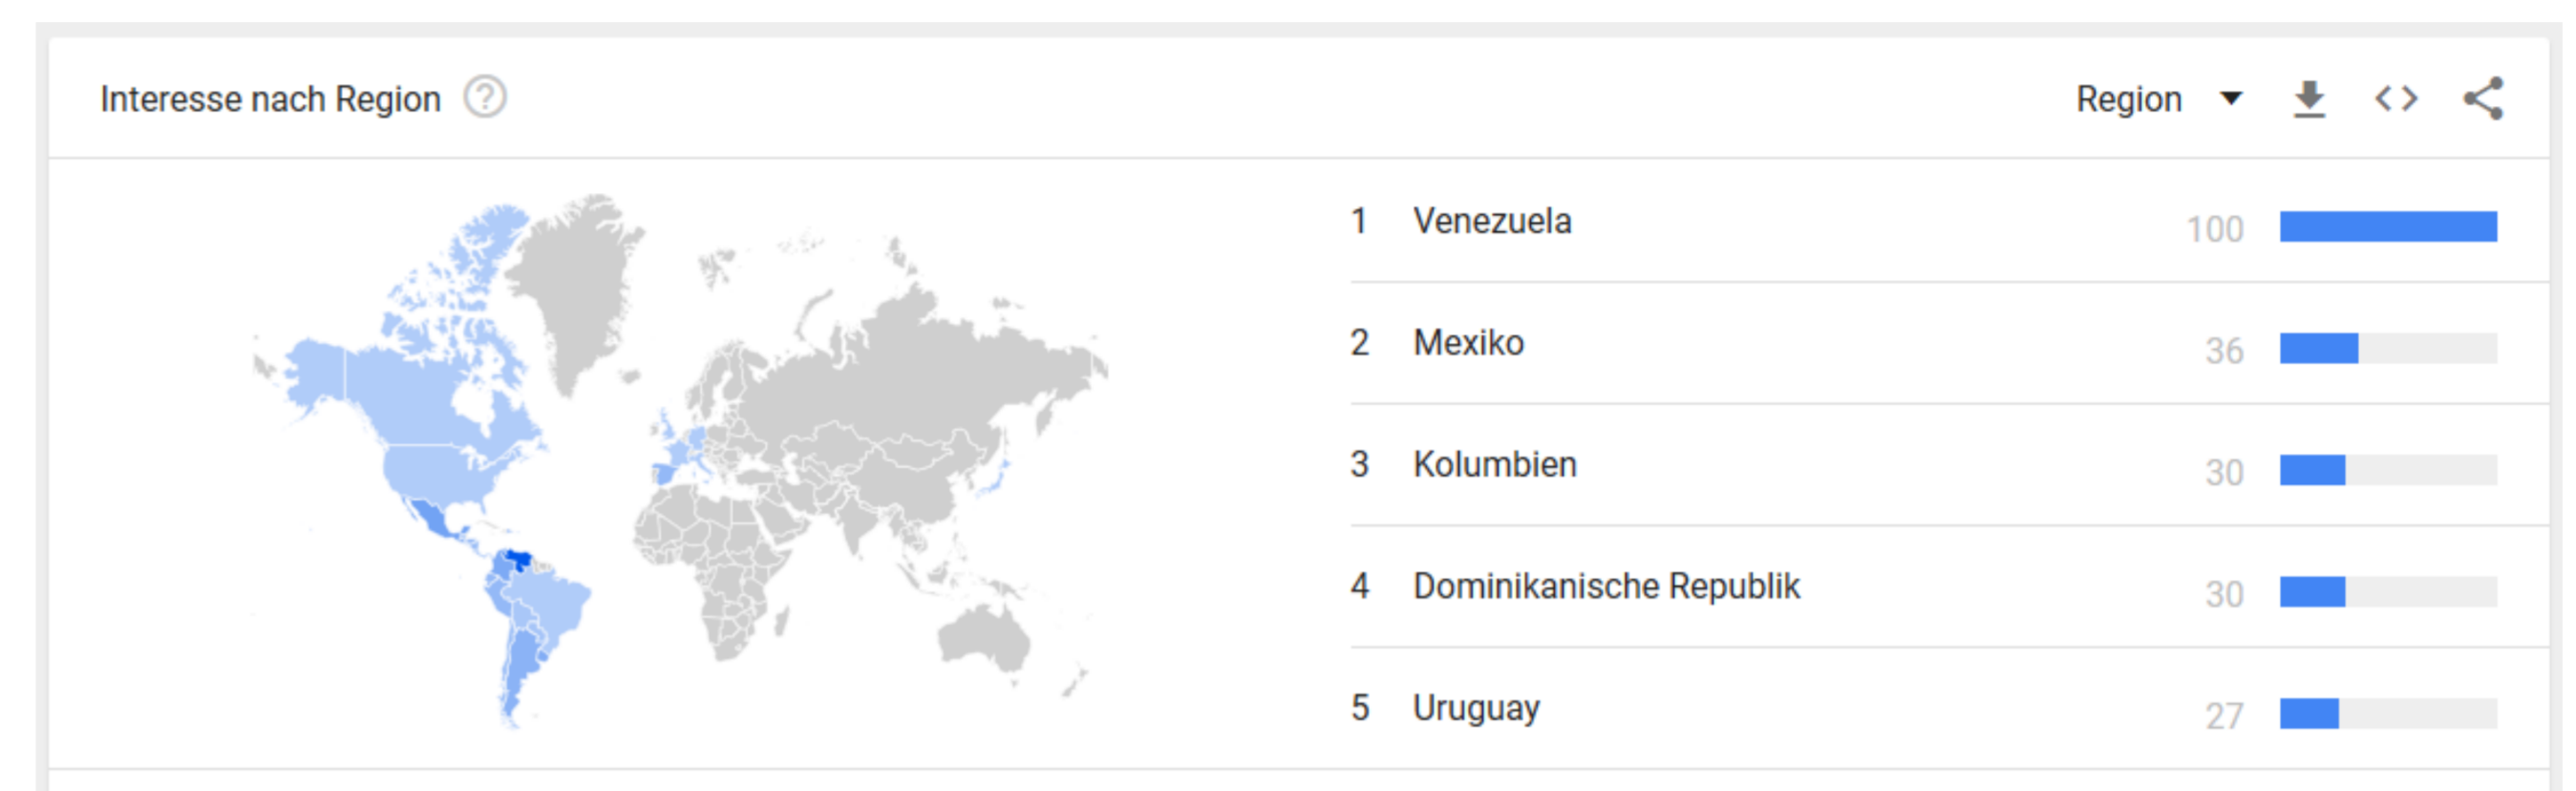 Interesse nach Region
Region
1 Venezuela 100
2 Mexiko 36
3 Kolumbien 30
4 Dominikanische Republik 30
5 Uruguay 27